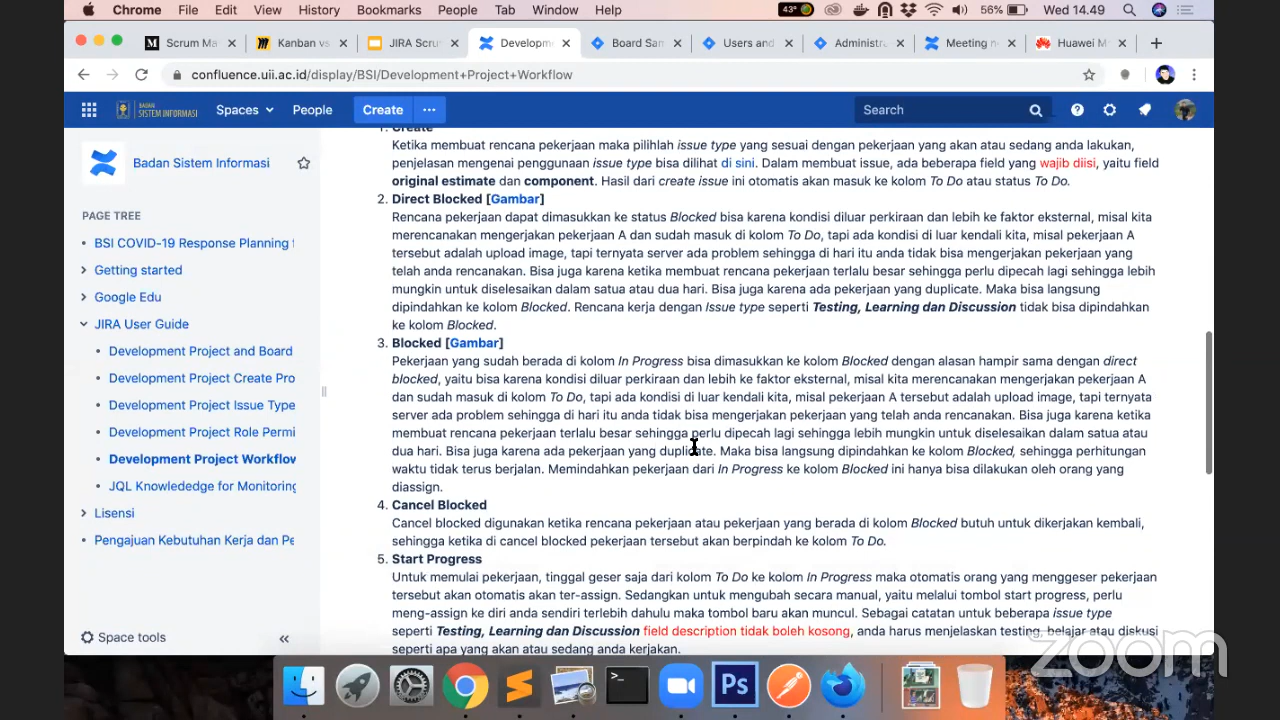 Chrome File Edit View History Bookmarks People Tab Window Help 43° 56% Wed 14.49
Scrum Ma Kanban vs JIRA Scru Developm Board Sam Users and Administra Meeting n Huawei M
confluence.uii.ac.id/display/BSI/Development+Project+Workflow
BADAN SISTEM INFORMASI Spaces People Create Search
Badan Sistem Informasi
PAGE TREE
BSI COVID-19 Response Planning f
Getting started
Google Edu
JIRA User Guide
Development Project and Board
Development Project Create Pro
Development Project Issue Type
Development Project Role Permi
Development Project Workflow
JQL Knowlededge for Monitoring
Lisensi
Pengajuan Kebutuhan Kerja dan Pe
Space tools
1. Create
Ketika membuat rencana pekerjaan maka pilihlah issue type yang sesuai dengan pekerjaan yang akan atau sedang anda lakukan,
penjelasan mengenai penggunaan issue type bisa dilihat di sini. Dalam membuat issue, ada beberapa field yang wajib diisi, yaitu field
original estimate dan component. Hasil dari create issue ini otomatis akan masuk ke kolom To Do atau status To Do.
2. Direct Blocked [Gambar]
Rencana pekerjaan dapat dimasukkan ke status Blocked bisa karena kondisi diluar perkiraan dan lebih ke faktor eksternal, misal kita
merencanakan mengerjakan pekerjaan A dan sudah masuk di kolom To Do, tapi ada kondisi di luar kendali kita, misal pekerjaan A
tersebut adalah upload image, tapi ternyata server ada problem sehingga di hari itu anda tidak bisa mengerjakan pekerjaan yang
telah anda rencanakan. Bisa juga karena ketika membuat rencana pekerjaan terlalu besar sehingga perlu dipecah lagi sehingga lebih
mungkin untuk diselesaikan dalam satua atau dua hari. Bisa juga karena ada pekerjaan yang duplicate. Maka bisa langsung
dipindahkan ke kolom Blocked. Rencana kerja dengan Issue type seperti Testing, Learning dan Discussion tidak bisa dipindahkan
ke kolom Blocked.
3. Blocked [Gambar]
Pekerjaan yang sudah berada di kolom In Progress bisa dimasukkan ke kolom Blocked dengan alasan hampir sama dengan direct
blocked, yaitu bisa karena kondisi diluar perkiraan dan lebih ke faktor eksternal, misal kita merencanakan mengerjakan pekerjaan A
dan sudah masuk di kolom To Do, tapi ada kondisi di luar kendali kita, misal pekerjaan A tersebut adalah upload image, tapi ternyata
server ada problem sehingga di hari itu anda tidak bisa mengerjakan pekerjaan yang telah anda rencanakan. Bisa juga karena ketika
membuat rencana pekerjaan terlalu besar sehingga perlu dipecah lagi sehingga lebih mungkin untuk diselesaikan dalam satua atau
dua hari. Bisa juga karena ada pekerjaan yang duplicate. Maka bisa langsung dipindahkan ke kolom Blocked, sehingga perhitungan
waktu tidak terus berjalan. Memindahkan pekerjaan dari In Progress ke kolom Blocked ini hanya bisa dilakukan oleh orang yang
diassign.
4. Cancel Blocked
Cancel blocked digunakan ketika rencana pekerjaan atau pekerjaan yang berada di kolom Blocked butuh untuk dikerjakan kembali,
sehingga ketika di cancel blocked pekerjaan tersebut akan berpindah ke kolom To Do.
5. Start Progress
Untuk memulai pekerjaan, tinggal geser saja dari kolom To Do ke kolom In Progress maka otomatis orang yang menggeser pekerjaan
tersebut akan otomatis akan ter-assign. Sedangkan untuk mengubah secara manual, yaitu melalui tombol start progress, perlu
meng-assign ke diri anda sendiri terlebih dahulu maka tombol baru akan muncul. Sebagai catatan untuk beberapa issue type
seperti Testing, Learning dan Discussion field description tidak boleh kosong, anda harus menjelaskan testing, belajar atau diskusi
seperti apa yang akan atau sedang anda kerjakan.
zoom
Ps